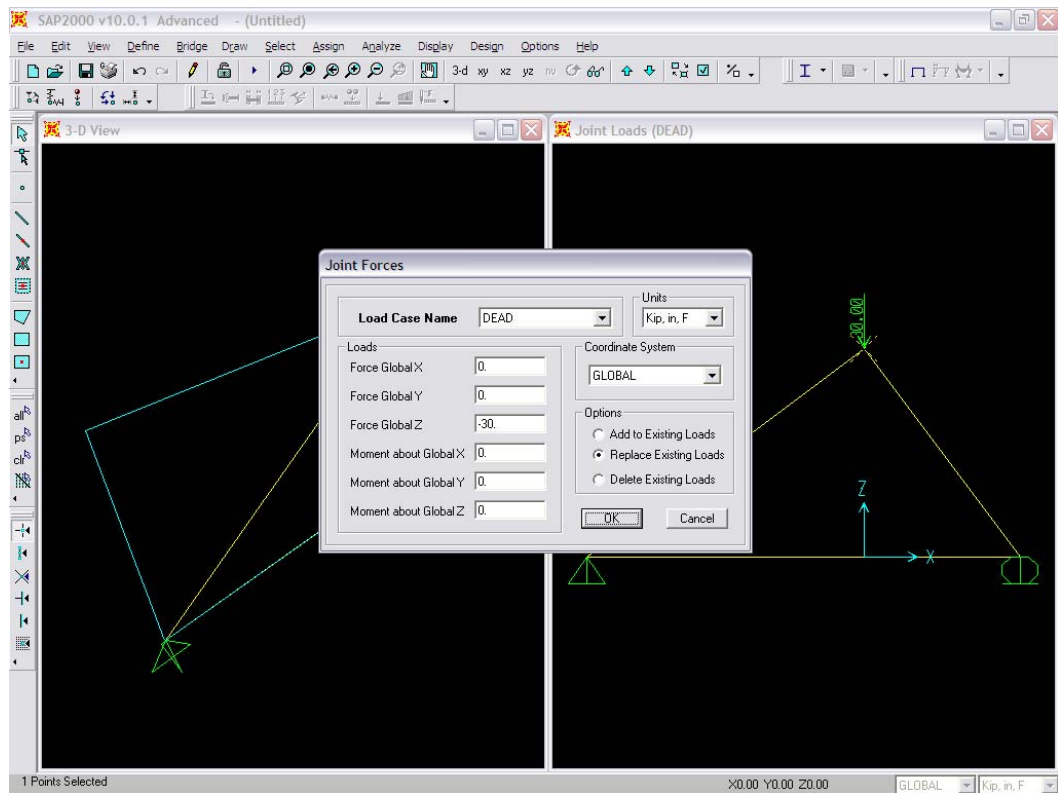 SAP2000 v10.0.1 Advanced - (Untitled)
File Edit View Define Bridge Draw Select Assign Analyze Display Design Options Help
3-d xy xz yz nv
3-D View
Joint Loads (DEAD)
all
ps
clr
Joint Forces
Load Case Name DEAD
Units
Kip, in, F
Loads
Force Global X 0.
Force Global Y 0.
Force Global Z -30.
Moment about Global X 0.
Moment about Global Y 0.
Moment about Global Z 0.
Coordinate System
GLOBAL
Options
Add to Existing Loads
Replace Existing Loads
Delete Existing Loads
OK Cancel
30.00
Z
X
1 Points Selected
X0.00 Y0.00 Z0.00
GLOBAL Kip, in, F